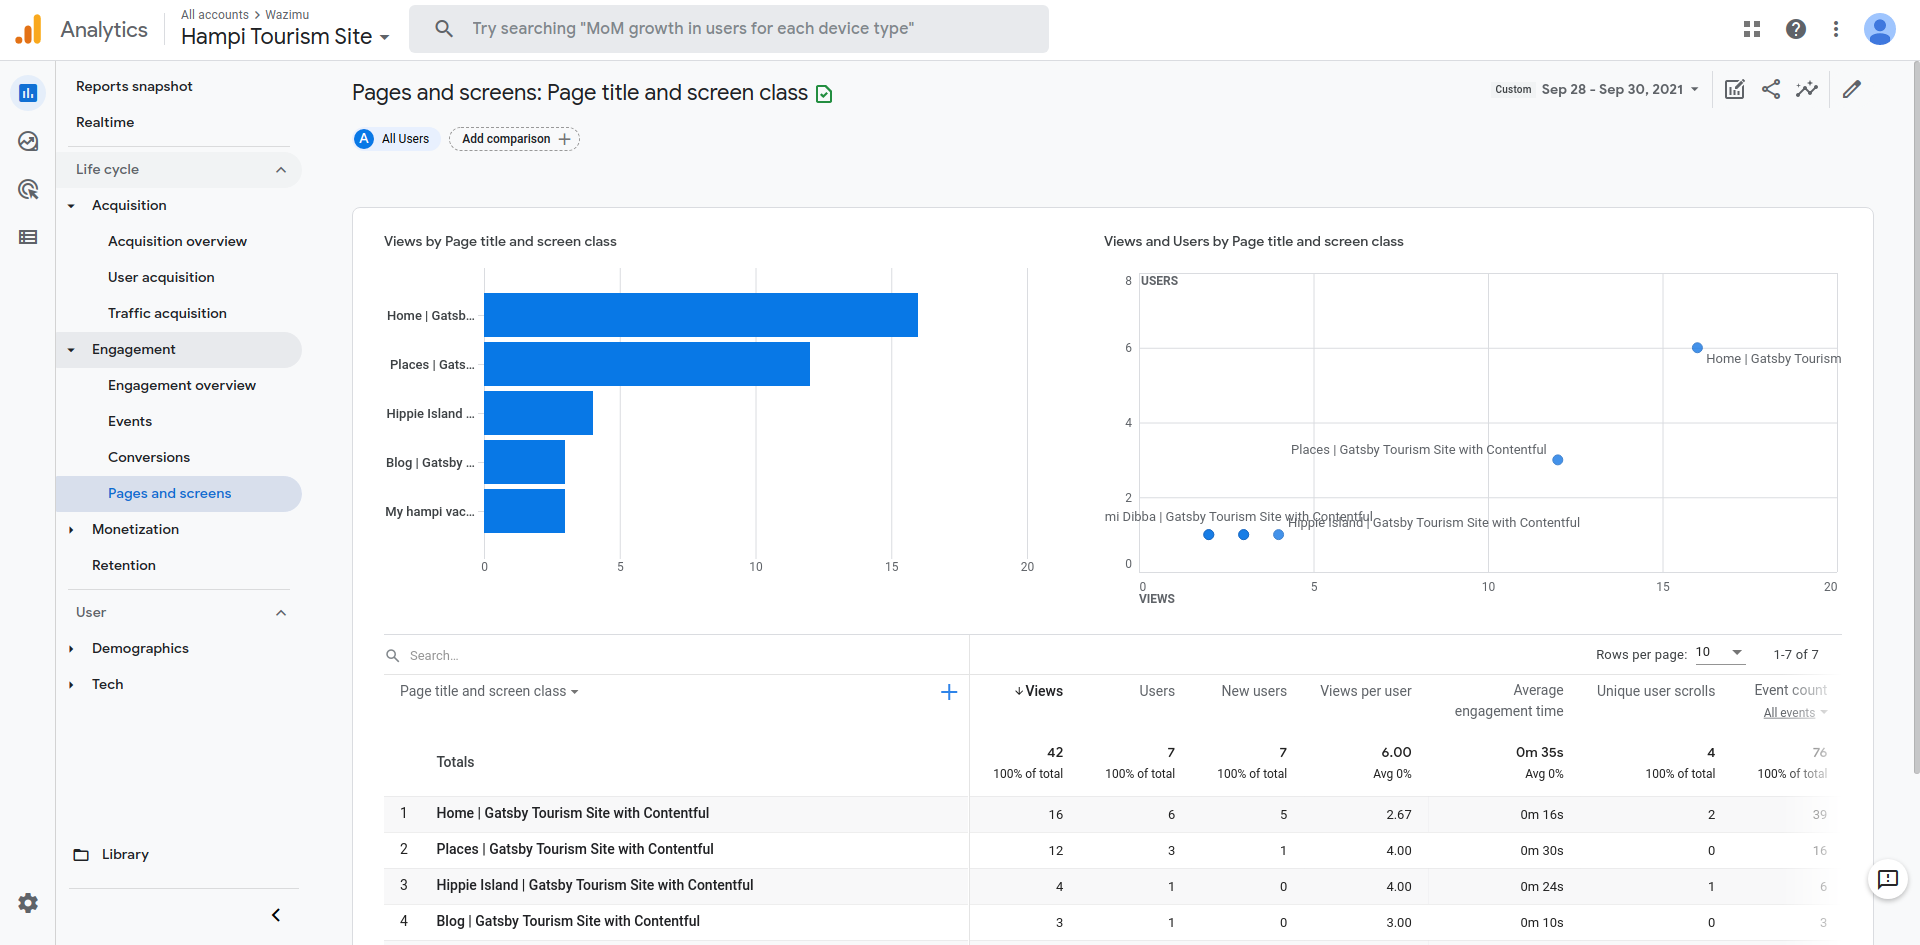 Analytics
All accounts > Wazimu
Hampi Tourism Site
Try searching "MoM growth in users for each device type"
Reports snapshot
Realtime
Life cycle
Acquisition
Acquisition overview
User acquisition
Traffic acquisition
Engagement
Engagement overview
Events
Conversions
Pages and screens
Monetization
Retention
User
Demographics
Tech
Library
Pages and screens: Page title and screen class
Custom Sep 28 - Sep 30, 2021
A All Users
Add comparison
Views by Page title and screen class
Home | Gatsb...
Places | Gats...
Hippie Island ...
Blog | Gatsby ...
My hampi vac...
0 5 10 15 20
Views and Users by Page title and screen class
8 USERS
6
Home | Gatsby Tourism
4
Places | Gatsby Tourism Site with Contentful
2
mi Dibba | Gatsby Tourism Site with Contentful
Hippie Island | Gatsby Tourism Site with Contentful
0
0 5 10 15 20
VIEWS
Search...
Rows per page: 10 1-7 of 7
Page title and screen class
Views Users New users Views per user Average engagement time Unique user scrolls Event count
All events
Totals
42 7 7 6.00 0m 35s 4 76
100% of total 100% of total 100% of total Avg 0% Avg 0% 100% of total 100% of total
1 Home | Gatsby Tourism Site with Contentful 16 6 5 2.67 0m 16s 2 39
2 Places | Gatsby Tourism Site with Contentful 12 3 1 4.00 0m 30s 0 16
3 Hippie Island | Gatsby Tourism Site with Contentful 4 1 0 4.00 0m 24s 1 6
4 Blog | Gatsby Tourism Site with Contentful 3 1 0 3.00 0m 10s 0 3